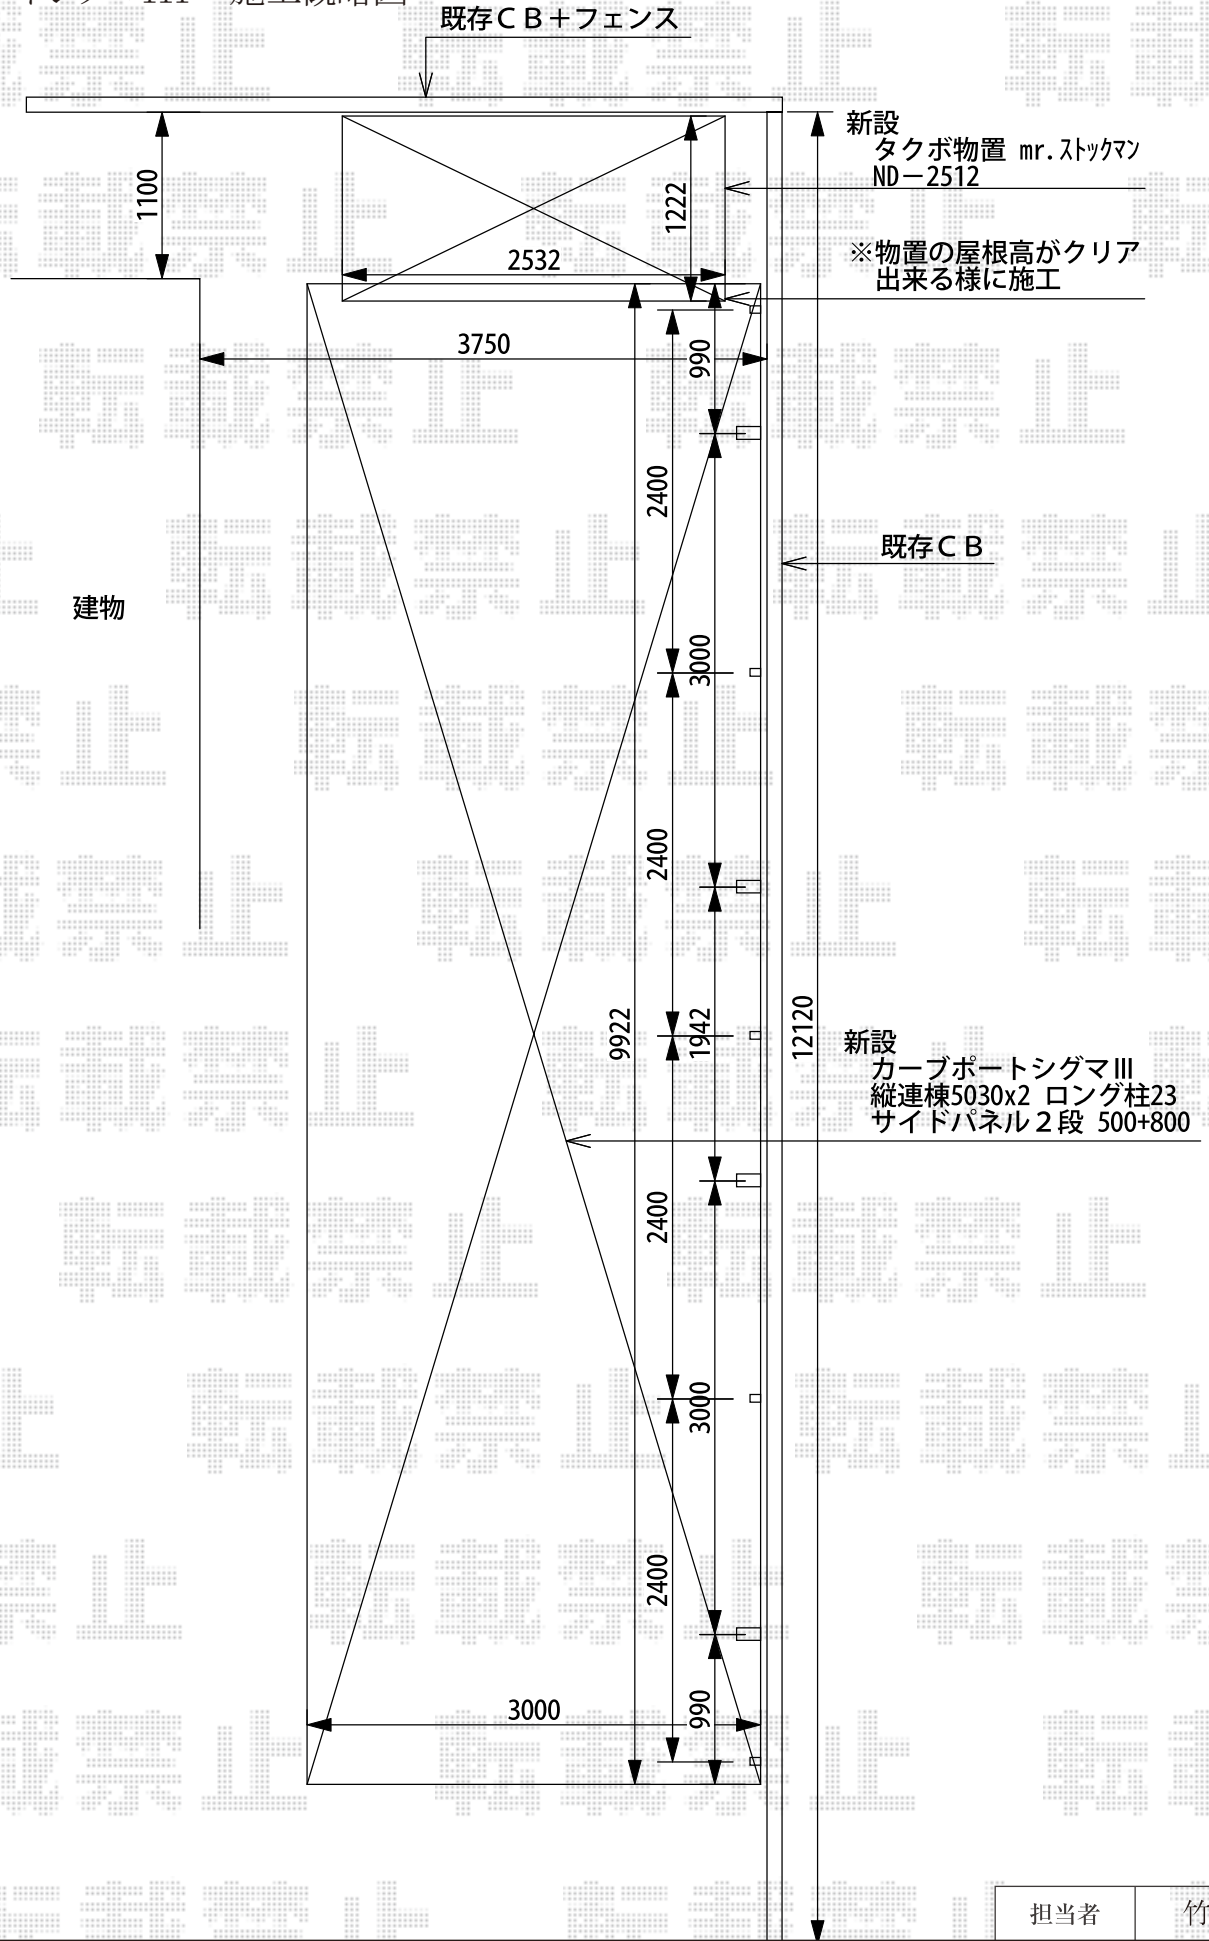 既存ＣＢ＋フェンス
新設
タクボ物置 mr.ストックマン
ND－2512
1100
1222
2532
※物置の屋根高がクリア
出来る様に施工
3750
990
2400
既存ＣＢ
建物
3000
2400
9922
1942
12120
新設
カーブポートシグマⅢ
縦連棟5030x2 ロング柱23
サイドパネル２段 500+800
2400
3000
2400
990
3000
担当者
転載禁止